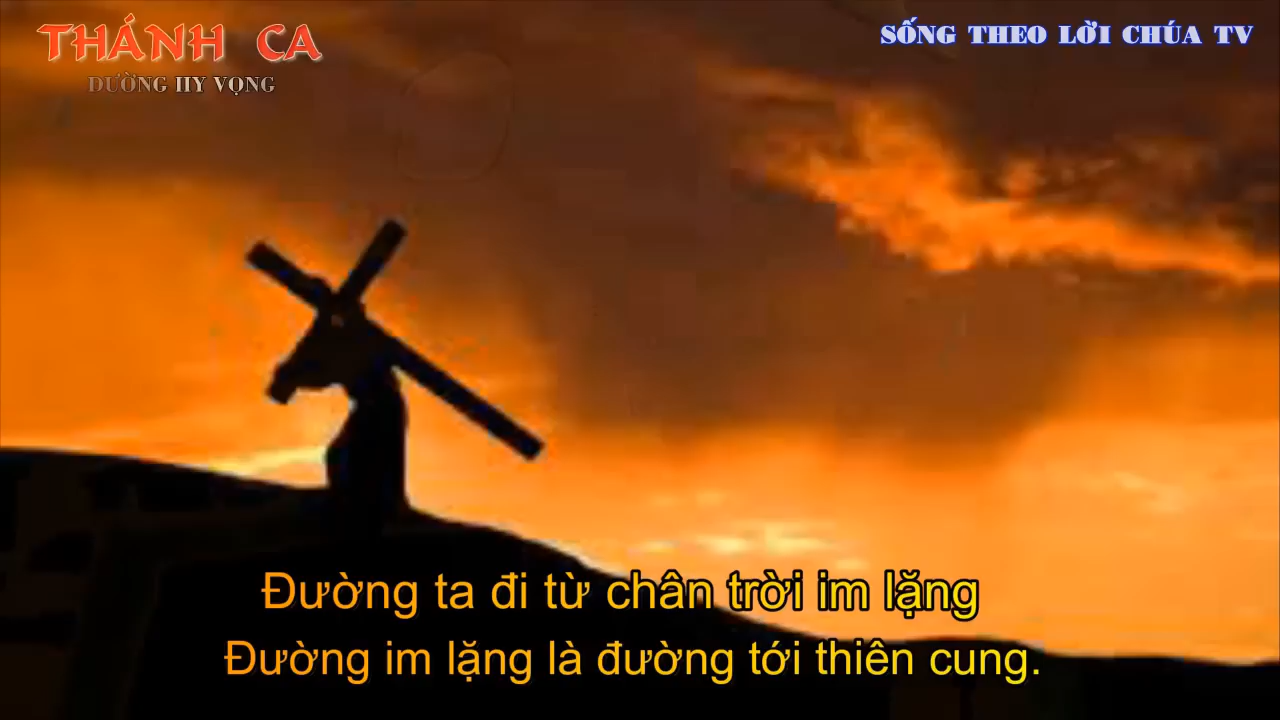 THÁNH CA
ĐƯỜNG HY VỌNG
SỐNG THEO LỜI CHÚA TV
Đường ta đi từ chân trời im lặng
Đường im lặng là đường tới thiên cung.